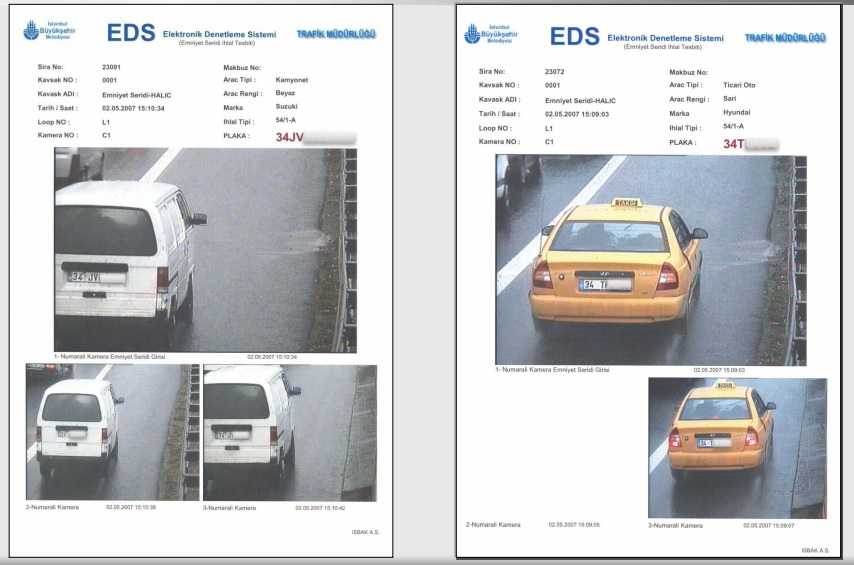 İstanbul
Büyükşehir
Belediyesi
EDS Elektronik Denetleme Sistemi
(Emniyet Seridi Ihlal Tesbiti)
TRAFİK MÜDÜRLÜĞÜ
Sira No: 23091
Kavsak NO : 0001
Kavask ADI : Emniyet Seridi-HALIC
Tarih / Saat : 02.05.2007 15:10:34
Loop NO : L1
Kamera NO : C1
Makbuz No:
Arac Tipi : Kamyonet
Arac Rengi : Beyaz
Marka Suzuki
Ihlal Tipi : 54/1-A
PLAKA : 34JV
34 JV
1- Numarali Kamera Emniyet Seridi Girisi 02.05.2007 15:10:34
34 J
2-Numarali Kamera 02.05.2007 15:10:38
3-Numarali Kamera 02.05.2007 15:10:42
ISBAK A.S.
İstanbul
Büyükşehir
Belediyesi
EDS Elektronik Denetleme Sistemi
(Emniyet Seridi Ihlal Tesbiti)
TRAFİK MÜDÜRLÜĞÜ
Sira No: 23072
Kavsak NO : 0001
Kavask ADI : Emniyet Seridi-HALIC
Tarih / Saat : 02.05.2007 15:09:03
Loop NO : L1
Kamera NO : C1
Makbuz No:
Arac Tipi : Ticari Oto
Arac Rengi : Sari
Marka Hyundai
Ihlal Tipi : 54/1-A
PLAKA : 34T
TAKSİ
34 TF
1- Numarali Kamera Emniyet Seridi Girisi 02.05.2007 15:09:03
TAKSİ
34 T
2-Numarali Kamera 02.05.2007 15:09:05
3-Numarali Kamera 02.05.2007 15:09:07
ISBAK A.S.